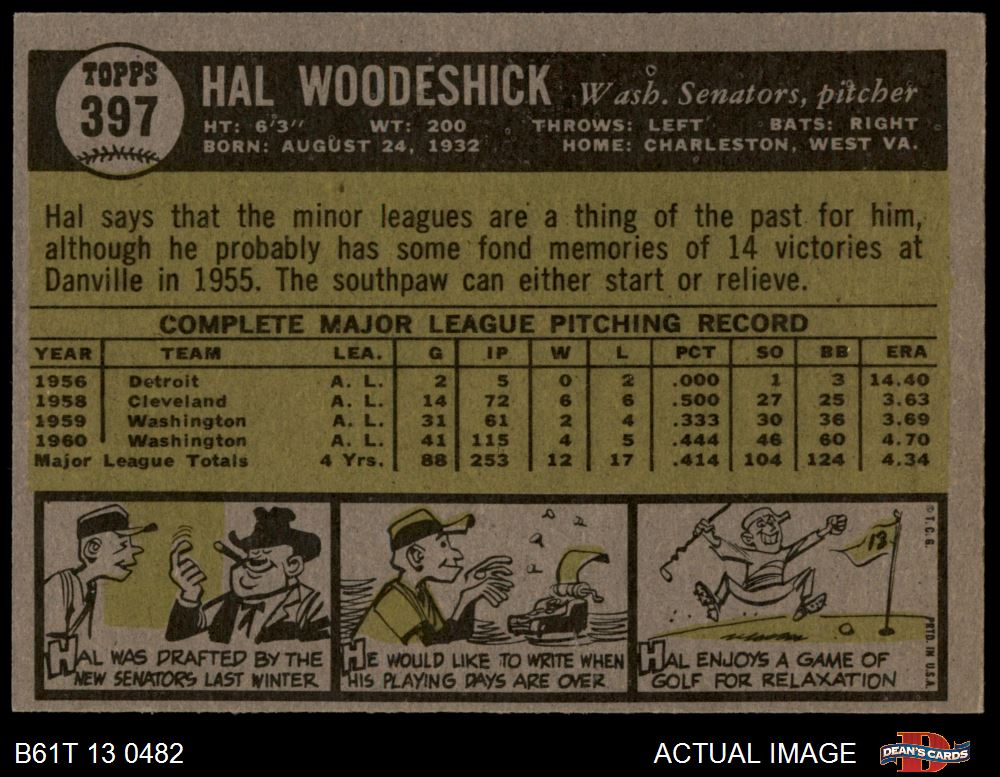 TOPPS
397
HAL WOODESHICK Wash. Senators, pitcher
HT: 6'3" WT: 200 THROWS: LEFT BATS: RIGHT
BORN: AUGUST 24, 1932 HOME: CHARLESTON, WEST VA.
Hal says that the minor leagues are a thing of the past for him,
although he probably has some fond memories of 14 victories at
Danville in 1955. The southpaw can either start or relieve.
COMPLETE MAJOR LEAGUE PITCHING RECORD
YEAR TEAM LEA. G IP W L PCT SO BB ERA
1956 Detroit A. L. 2 5 0 2 .000 1 3 14.40
1958 Cleveland A. L. 14 72 6 6 .500 27 25 3.63
1959 Washington A. L. 31 61 2 4 .333 30 36 3.69
1960 Washington A. L. 41 115 4 5 .444 46 60 4.70
Major League Totals 4 Yrs. 88 253 12 17 .414 104 124 4.34
HAL WAS DRAFTED BY THE
NEW SENATORS LAST WINTER
HE WOULD LIKE TO WRITE WHEN
HIS PLAYING DAYS ARE OVER
13
HAL ENJOYS A GAME OF
GOLF FOR RELAXATION
© T.C.G.
PRTD. IN U.S.A.
B61T 13 0482
ACTUAL IMAGE
DEAN'S CARDS